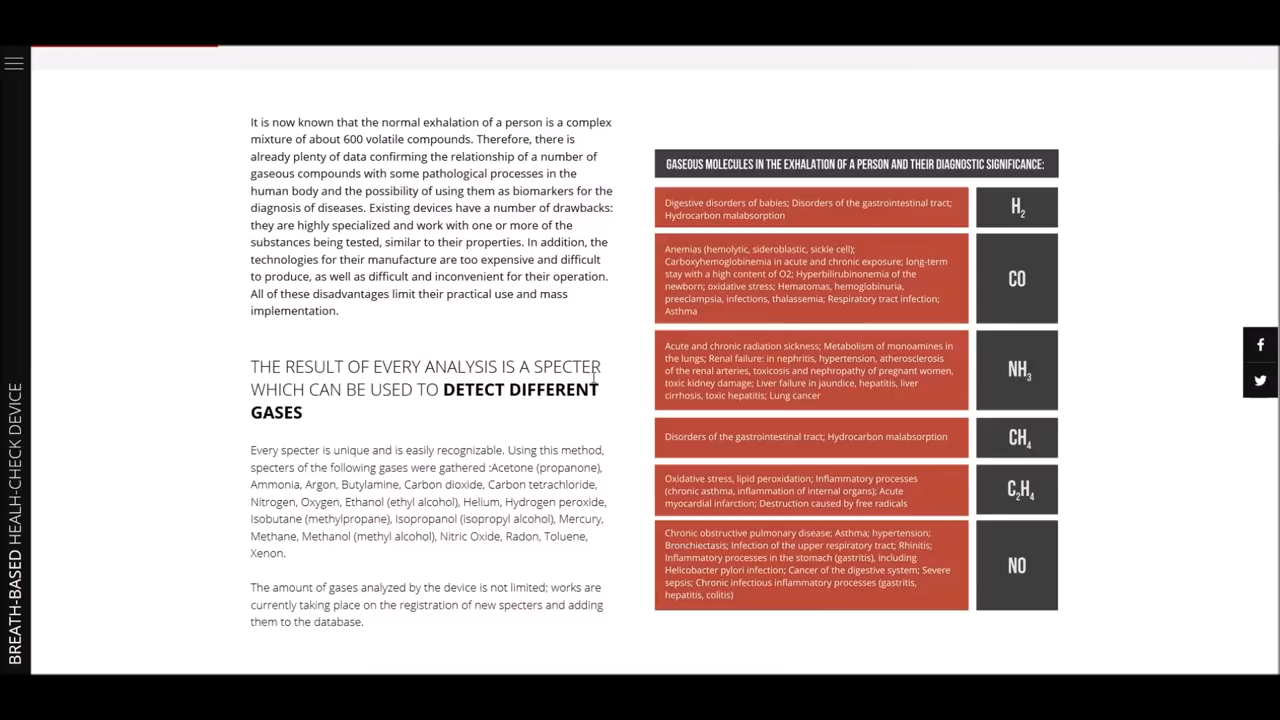 It is now known that the normal exhalation of a person is a complex
mixture of about 600 volatile compounds. Therefore, there is
already plenty of data confirming the relationship of a number of
gaseous compounds with some pathological processes in the
human body and the possibility of using them as biomarkers for the
diagnosis of diseases. Existing devices have a number of drawbacks:
they are highly specialized and work with one or more of the
substances being tested, similar to their properties. In addition, the
technologies for their manufacture are too expensive and difficult
to produce, as well as difficult and inconvenient for their operation.
All of these disadvantages limit their practical use and mass
implementation.
THE RESULT OF EVERY ANALYSIS IS A SPECTER
WHICH CAN BE USED TO DETECT DIFFERENT
GASES
Every specter is unique and is easily recognizable. Using this method,
specters of the following gases were gathered :Acetone (propanone),
Ammonia, Argon, Butylamine, Carbon dioxide, Carbon tetrachloride,
Nitrogen, Oxygen, Ethanol (ethyl alcohol), Helium, Hydrogen peroxide,
Isobutane (methylpropane), Isopropanol (isopropyl alcohol), Mercury,
Methane, Methanol (methyl alcohol), Nitric Oxide, Radon, Toluene,
Xenon.
The amount of gases analyzed by the device is not limited; works are
currently taking place on the registration of new specters and adding
them to the database.
GASEOUS MOLECULES IN THE EXHALATION OF A PERSON AND THEIR DIAGNOSTIC SIGNIFICANCE:
Digestive disorders of babies; Disorders of the gastrointestinal tract;
Hydrocarbon malabsorption
H₂
Anemias (hemolytic, sideroblastic, sickle cell);
Carboxyhemoglobinemia in acute and chronic exposure; long-term
stay with a high content of O2; Hyperbilirubinonemia of the
newborn; oxidative stress; Hematomas, hemoglobinuria,
preeclampsia, infections, thalassemia; Respiratory tract infection;
Asthma
CO
Acute and chronic radiation sickness; Metabolism of monoamines in
the lungs; Renal failure: in nephritis, hypertension, atherosclerosis
of the renal arteries, toxicosis and nephropathy of pregnant women,
toxic kidney damage; Liver failure in jaundice, hepatitis, liver
cirrhosis, toxic hepatitis; Lung cancer
NH₃
Disorders of the gastrointestinal tract; Hydrocarbon malabsorption
CH₄
Oxidative stress, lipid peroxidation; Inflammatory processes
(chronic asthma, inflammation of internal organs); Acute
myocardial infarction; Destruction caused by free radicals
C₂H₄
Chronic obstructive pulmonary disease; Asthma; hypertension;
Bronchiectasis; Infection of the upper respiratory tract; Rhinitis;
Inflammatory processes in the stomach (gastritis), including
Helicobacter pylori infection; Cancer of the digestive system; Severe
sepsis; Chronic infectious inflammatory processes (gastritis,
hepatitis, colitis)
NO
BREATH-BASED HEALH-CHECK DEVICE